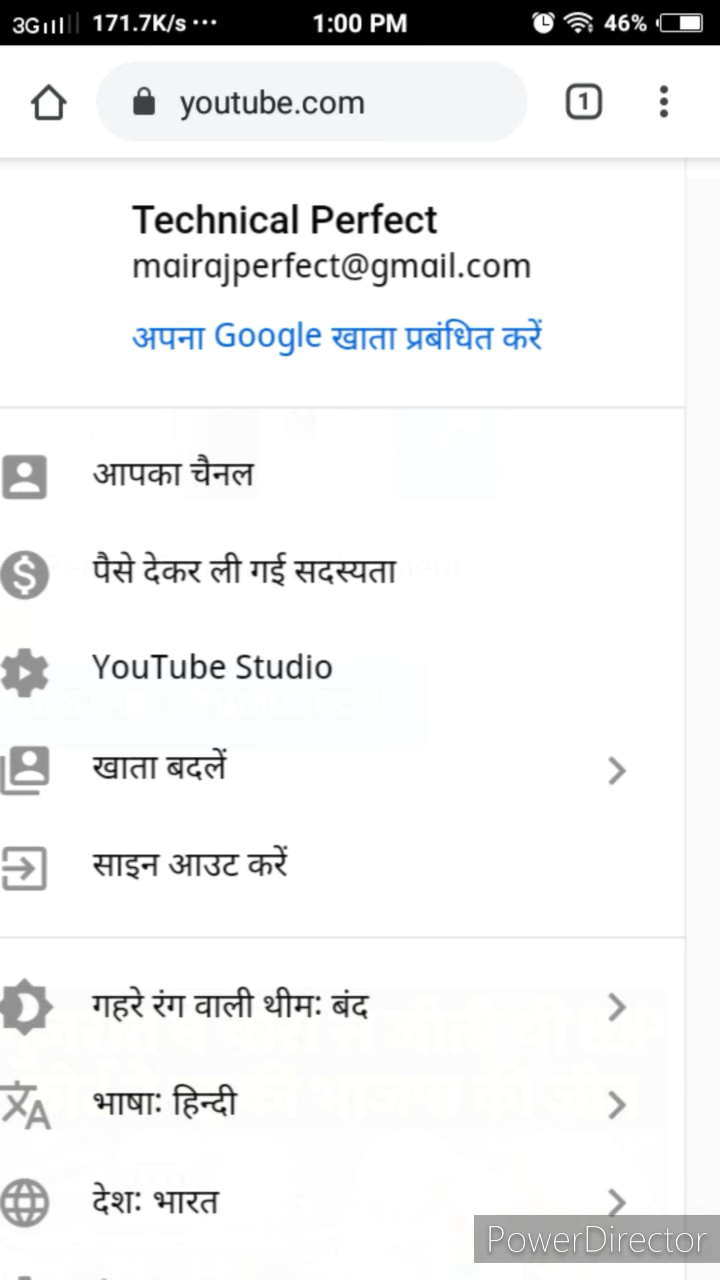 3G 171.7K/s ··· 1:00 PM 46%
youtube.com 1
Technical Perfect
mairajperfect@gmail.com
अपना Google खाता प्रबंधित करें
आपका चैनल
पैसे देकर ली गई सदस्यता
YouTube Studio
खाता बदलें
साइन आउट करें
गहरे रंग वाली थीमः बंद
भाषाः हिन्दी
देशः भारत
PowerDirector